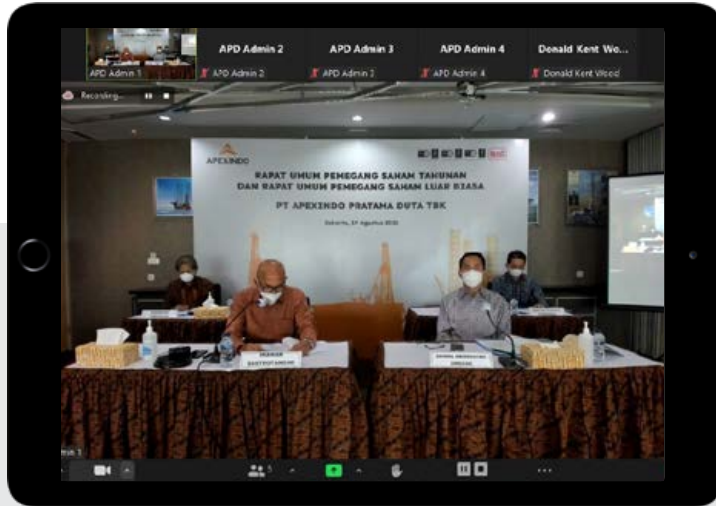 APD Admin 2
APD Admin 3
APD Admin 4
Donald Kent Wo...
APD Admin 1
APD Admin 2
APD Admin 3
APD Admin 4
Donald Kent Wood
Recording...
APEXINDO
RAPAT UMUM PEMEGANG SAHAM TAHUNAN
DAN RAPAT UMUM PEMEGANG SAHAM LUAR BIASA
PT APEXINDO PRATAMA DUTA TBK
5